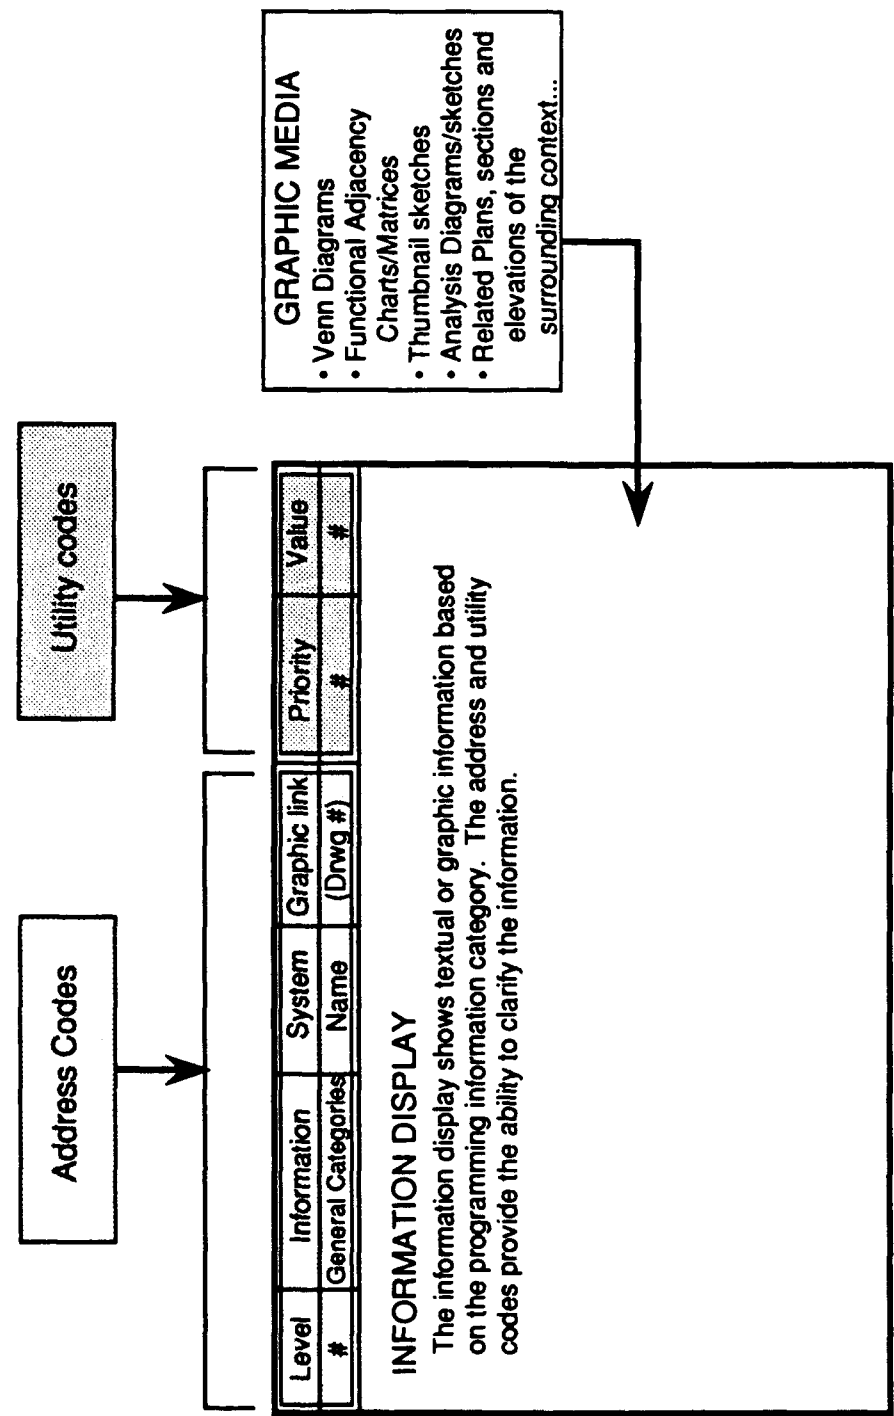 Address Codes
Utility codes
Level Information System Graphic link Priority Value
# General Categories Name (Drwg #) # #
INFORMATION DISPLAY
The information display shows textual or graphic information based
on the programming information category. The address and utility
codes provide the ability to clarify the information.
GRAPHIC MEDIA
• Venn Diagrams
• Functional Adjacency
Charts/Matrices
• Thumbnail sketches
• Analysis Diagrams/sketches
• Related Plans, sections and
elevations of the
surrounding context...